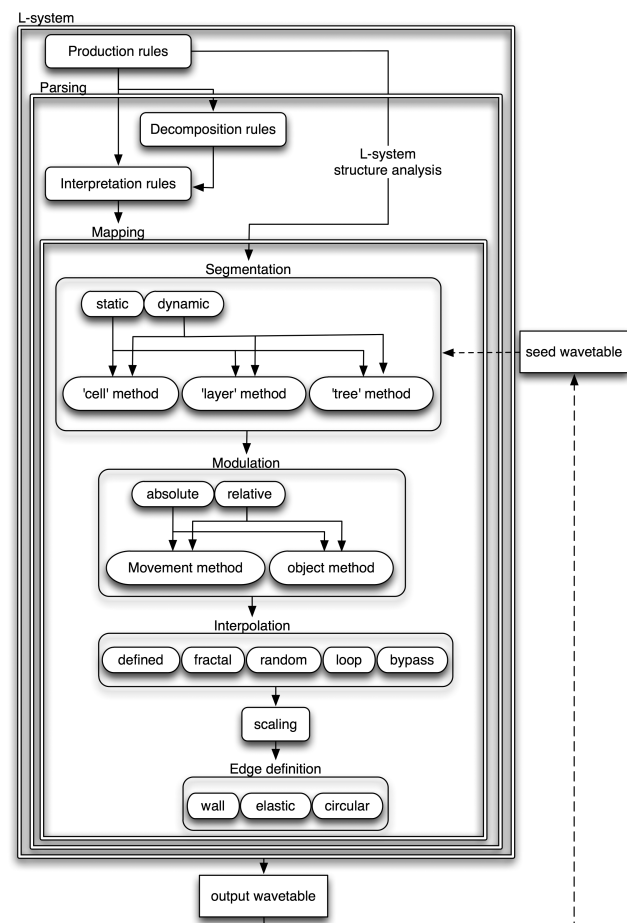 L-system
Production rules
Parsing
Decomposition rules
L-system
structure analysis
Interpretation rules
Mapping
Segmentation
static dynamic
seed wavetable
'cell' method 'layer' method 'tree' method
Modulation
absolute relative
Movement method object method
Interpolation
defined fractal random loop bypass
scaling
Edge definition
wall elastic circular
output wavetable